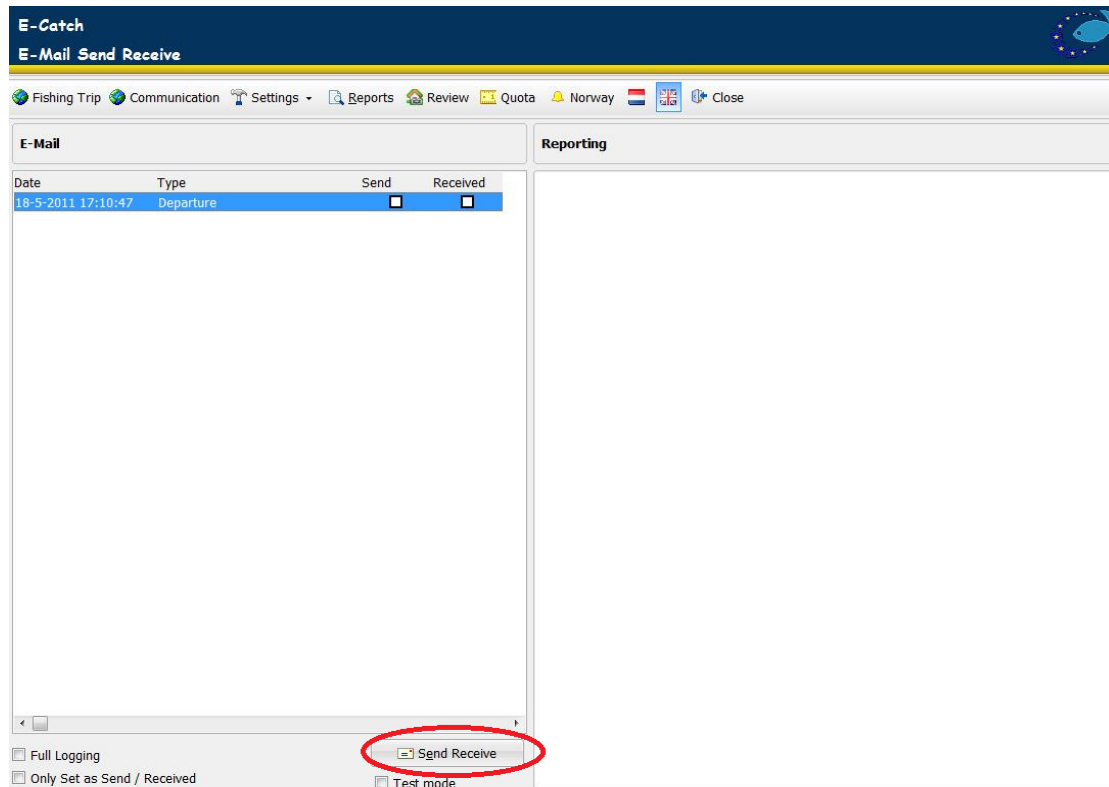 E-Catch
E-Mail Send Receive
Fishing Trip Communication Settings Reports Review Quota Norway Close
E-Mail Reporting
Date Type Send Received
18-5-2011 17:10:47 Departure
Full Logging Send Receive
Only Set as Send / Received Test mode